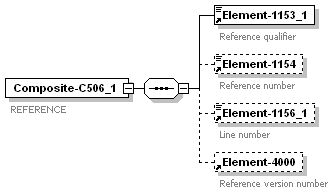 Element-1153_1
Reference qualifier
Element-1154
Reference number
Composite-C506_1
REFERENCE
Element-1156_1
Line number
Element-4000
Reference version number